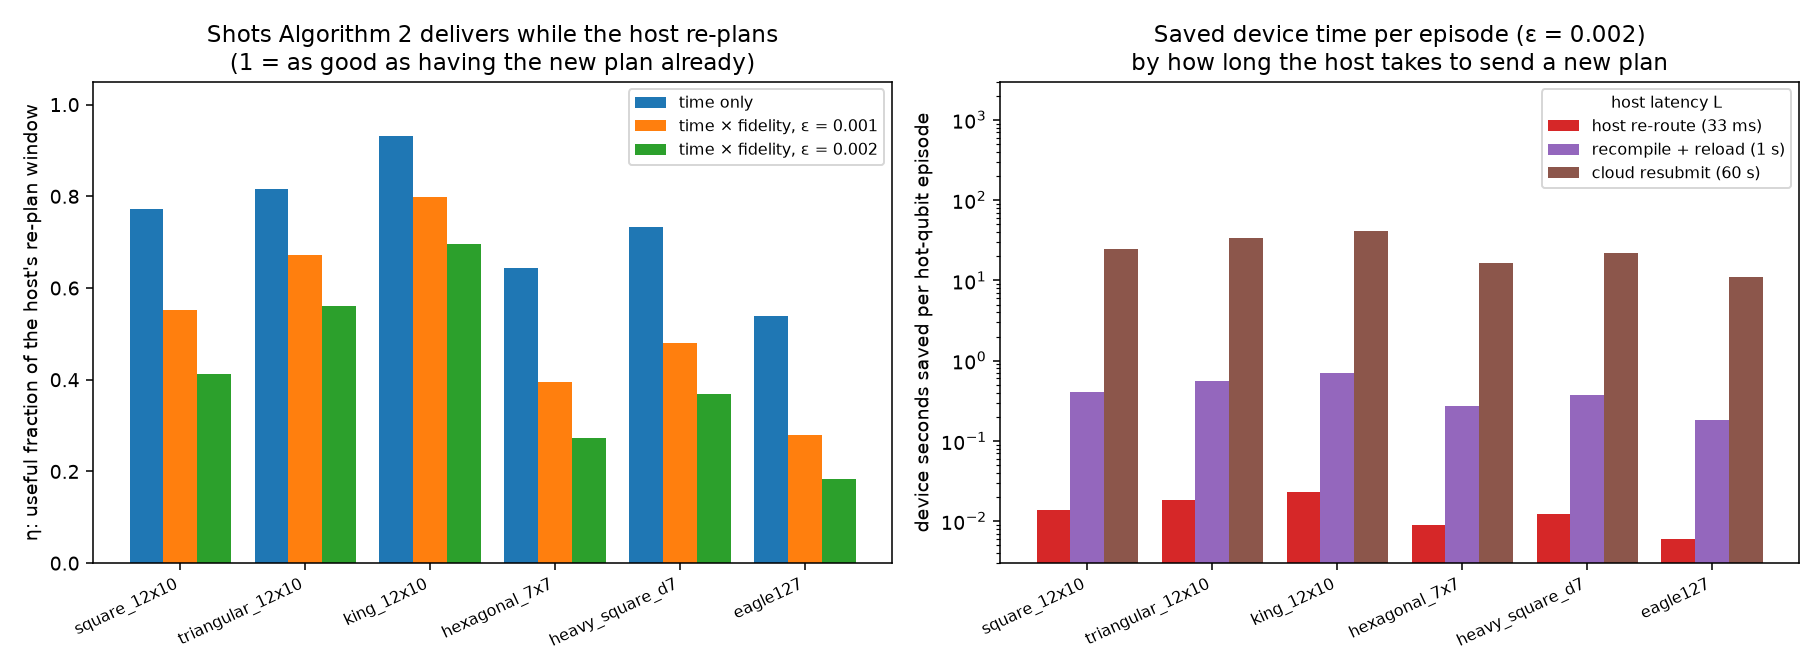 Shots Algorithm 2 delivers while the host re-plans
(1 = as good as having the new plan already)
η: useful fraction of the host's re-plan window
1.0
0.8
0.6
0.4
0.2
0.0
time only
time × fidelity, ε = 0.001
time × fidelity, ε = 0.002
square_12x10
triangular_12x10
king_12x10
hexagonal_7x7
heavy_square_d7
eagle127
Saved device time per episode (ε = 0.002)
by how long the host takes to send a new plan
device seconds saved per hot-qubit episode
10³
10²
10¹
10⁰
10⁻¹
10⁻²
host latency L
host re-route (33 ms)
recompile + reload (1 s)
cloud resubmit (60 s)
square_12x10
triangular_12x10
king_12x10
hexagonal_7x7
heavy_square_d7
eagle127